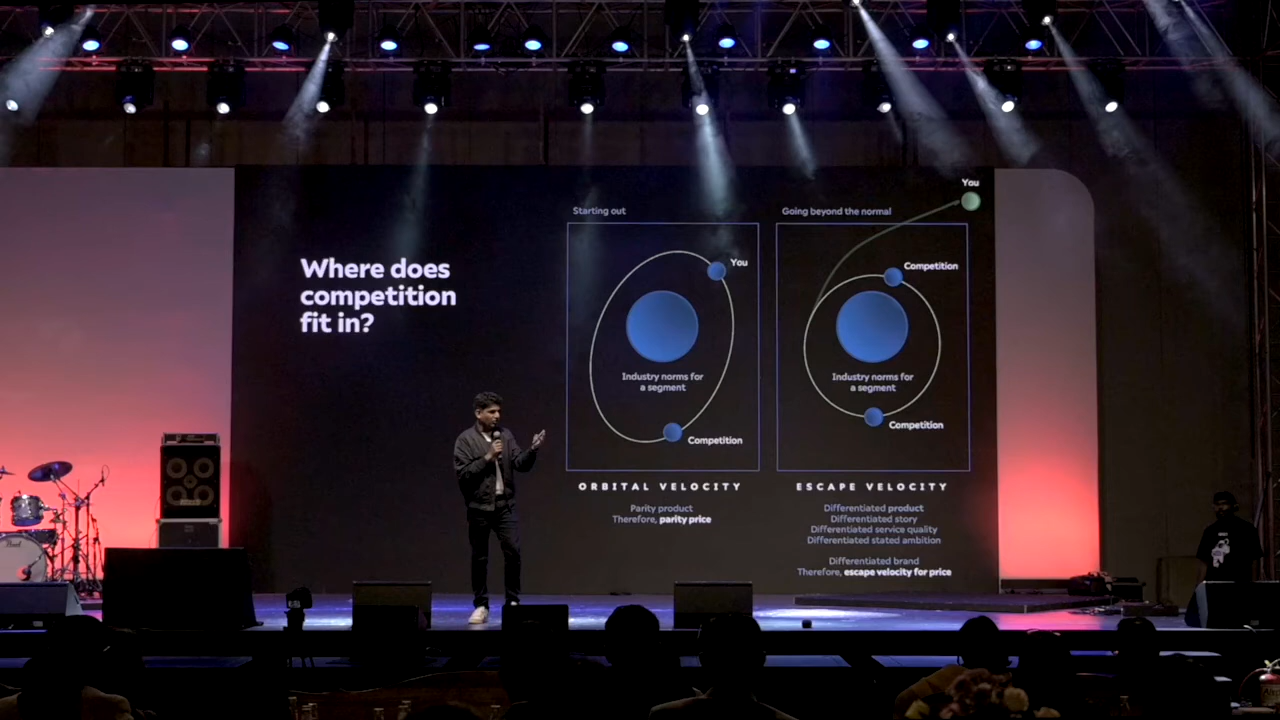 Where does
competition
fit in?
Starting out
You
Industry norms for
a segment
Competition
ORBITAL VELOCITY
Parity product
Therefore, parity price
Going beyond the normal
You
Competition
Industry norms for
a segment
Competition
ESCAPE VELOCITY
Differentiated product
Differentiated story
Differentiated service quality
Differentiated stated ambition
Differentiated brand
Therefore, escape velocity for price
Pearl